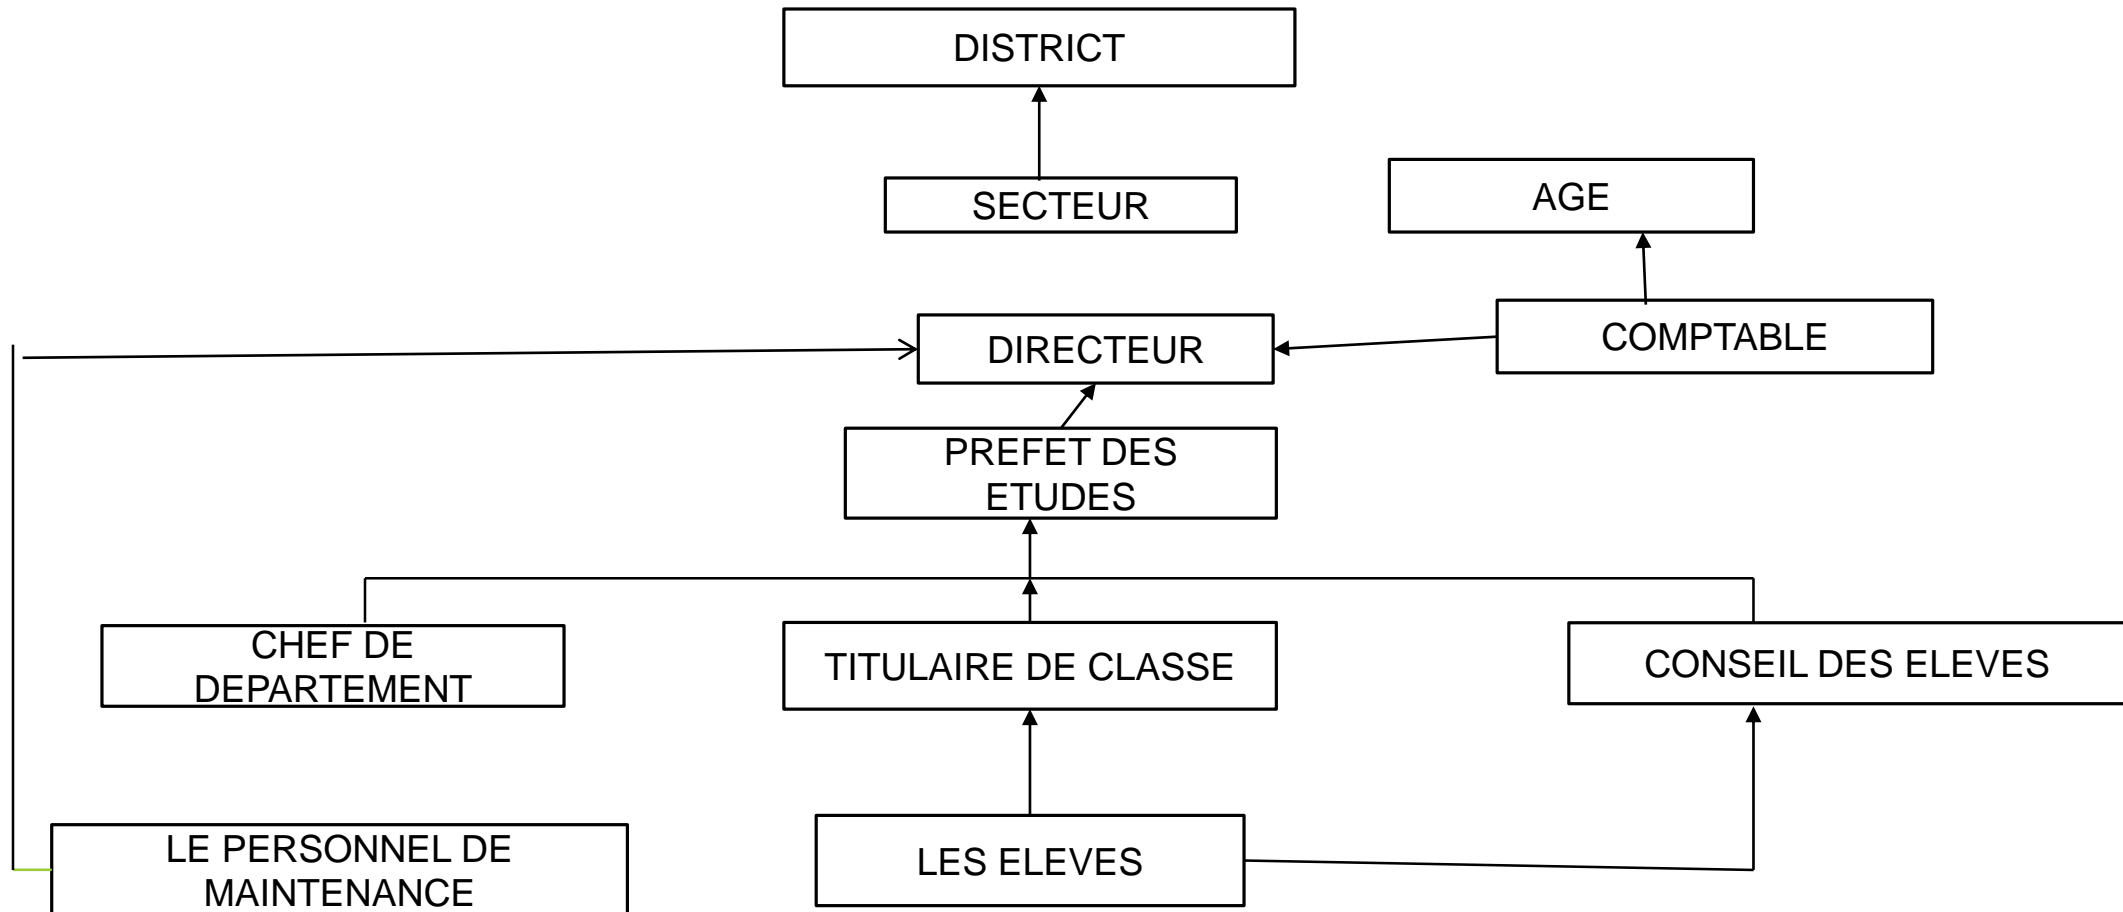 DISTRICT
SECTEUR
AGE
DIRECTEUR
COMPTABLE
PREFET DES
ETUDES
CHEF DE
DEPARTEMENT
TITULAIRE DE CLASSE
CONSEIL DES ELEVES
LE PERSONNEL DE
MAINTENANCE
LES ELEVES